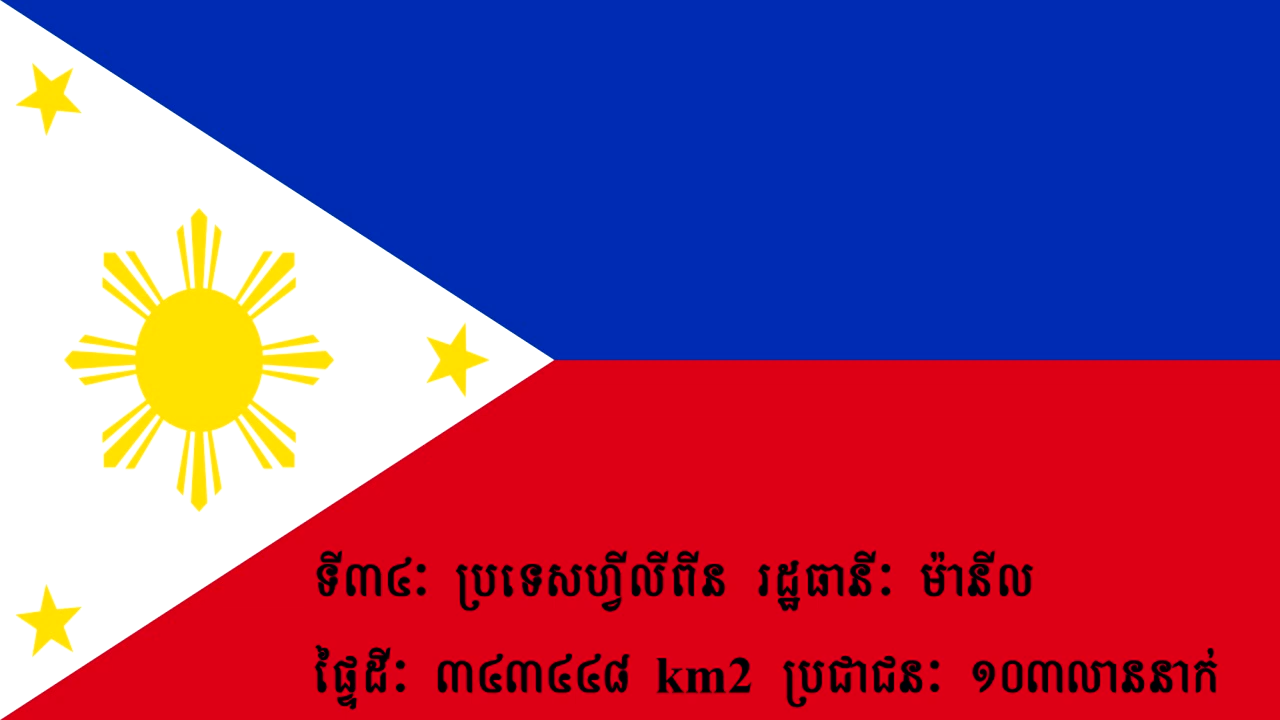 ទី៣៤: ប្រទេសហ្វីលីពីន រដ្ឋធានី: ម៉ានីល
ផ្ទៃដី: ៣៤៣៤៤៨ km2 ប្រជាជន: ១០៣លាននាក់